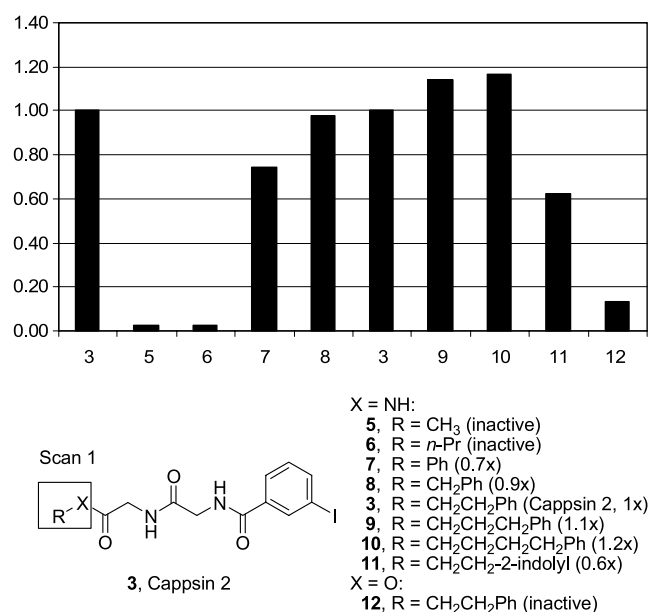 1.40
1.20
1.00
0.80
0.60
0.40
0.20
0.00
3 5 6 7 8 3 9 10 11 12
Scan 1
R X O N H O H N O I
3, Cappsin 2
X = NH:
5, R = CH₃ (inactive)
6, R = n-Pr (inactive)
7, R = Ph (0.7x)
8, R = CH₂Ph (0.9x)
3, R = CH₂CH₂Ph (Cappsin 2, 1x)
9, R = CH₂CH₂CH₂Ph (1.1x)
10, R = CH₂CH₂CH₂CH₂Ph (1.2x)
11, R = CH₂CH₂-2-indolyl (0.6x)
X = O:
12, R = CH₂CH₂Ph (inactive)